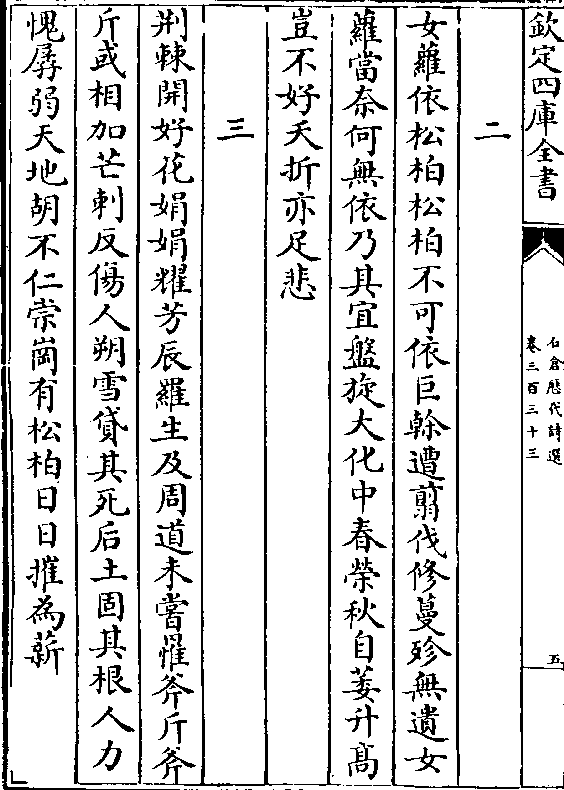 欽定四庫全書
石倉歷代詩選
卷三百三十三
五
二
女蘿依松柏松柏不可依巨榦遭翦伐修蔓殄無遺女
蘿當奈何無依乃其宜盤旋大化中春榮秋自萎升髙
豈不好夭折亦足悲
三
荆棘開好花娟娟耀芳辰羅生及周道未嘗罹斧斤斧
斤或相加芒刺反傷人朔雪貸其死后土固其根人力
愧孱弱天地胡不仁崇崗有松柏日日摧為薪